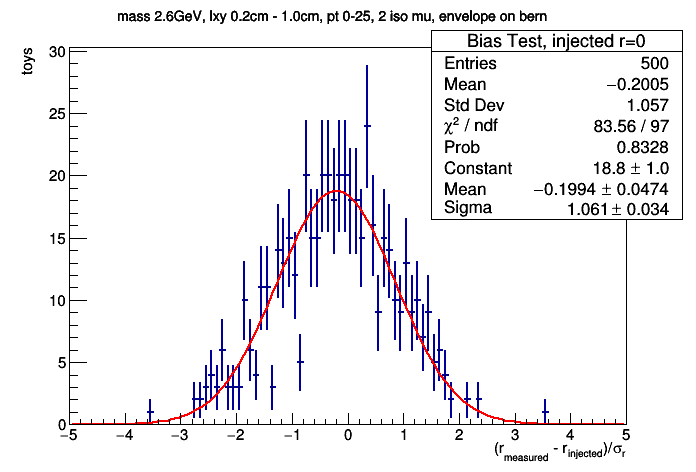 mass 2.6GeV, lxy 0.2cm - 1.0cm, pt 0-25, 2 iso mu, envelope on bern
toys
30
25
20
15
10
5
0
Bias Test, injected r=0
Entries 500
Mean −0.2005
Std Dev 1.057
χ² / ndf 83.56 / 97
Prob 0.8328
Constant 18.8 ± 1.0
Mean −0.1994 ± 0.0474
Sigma 1.061 ± 0.034
−5 −4 −3 −2 −1 0 1 2 3 4 5
(r_measured - r_injected)/σ_r